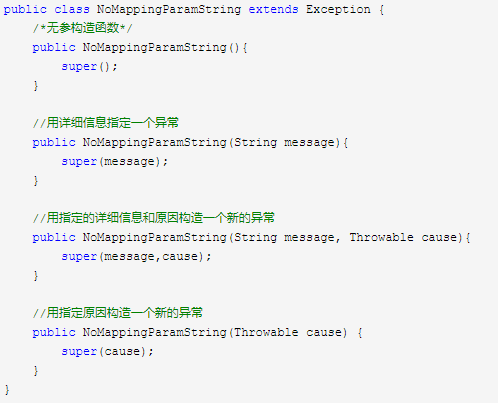 public class NoMappingParamString extends Exception {
    /*无参构造函数*/
    public NoMappingParamString(){
        super();
    }

    //用详细信息指定一个异常
    public NoMappingParamString(String message){
        super(message);
    }

    //用指定的详细信息和原因构造一个新的异常
    public NoMappingParamString(String message, Throwable cause){
        super(message,cause);
    }

    //用指定原因构造一个新的异常
    public NoMappingParamString(Throwable cause) {
        super(cause);
    }
}